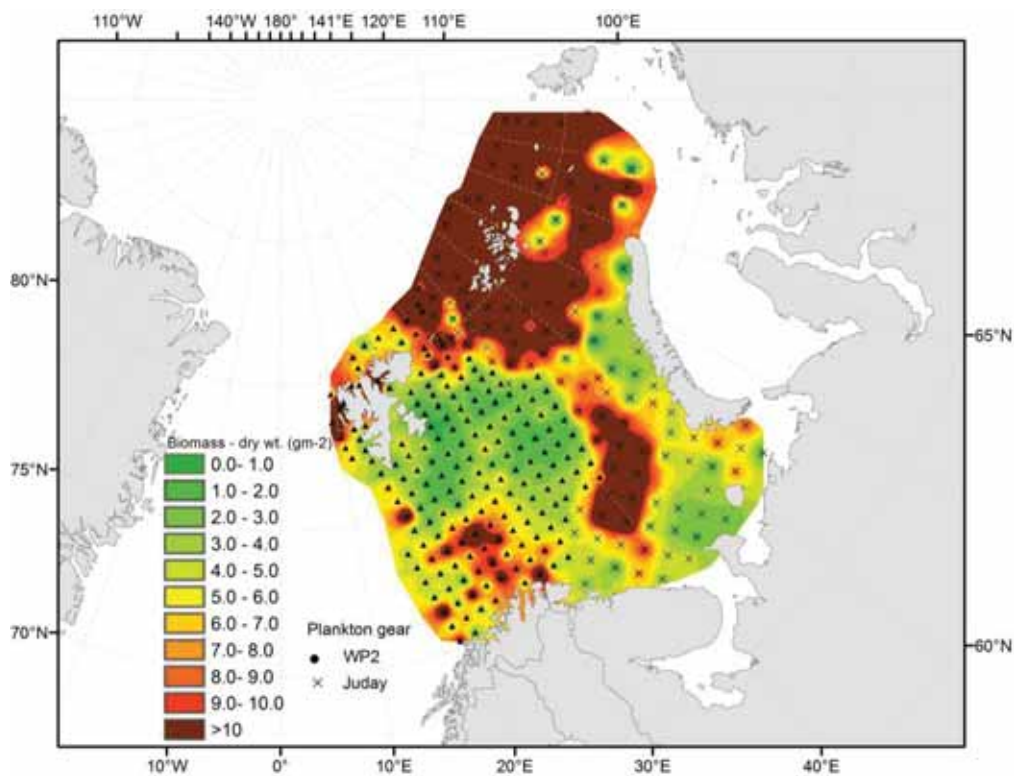 110°W 140°W 180° 141°E 120°E 110°E 100°E
80°N
65°N
75°N
Biomass - dry wt. (gm-2)
0.0- 1.0
1.0 - 2.0
2.0 - 3.0
3.0 - 4.0
4.0 - 5.0
5.0 - 6.0
6.0 - 7.0
7.0 - 8.0
8.0- 9.0
9.0- 10.0
>10
Plankton gear
WP2
Juday
70°N
60°N
10°W 0° 10°E 20°E 30°E 40°E